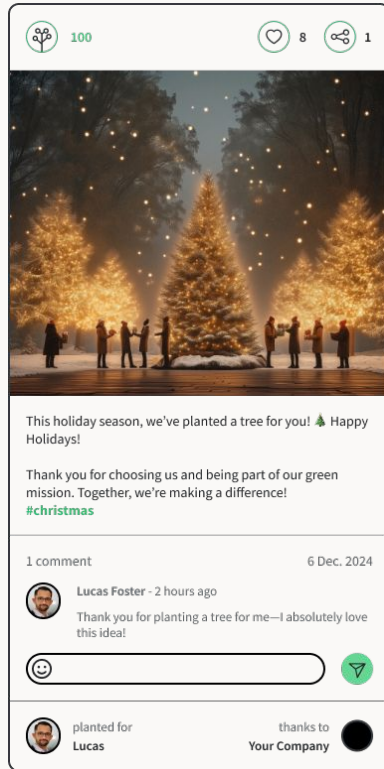 100
8
1
This holiday season, we've planted a tree for you! 🎄 Happy
Holidays!
Thank you for choosing us and being part of our green
mission. Together, we're making a difference!
#christmas
1 comment
6 Dec. 2024
Lucas Foster - 2 hours ago
Thank you for planting a tree for me—I absolutely love
this idea!
planted for
Lucas
thanks to
Your Company